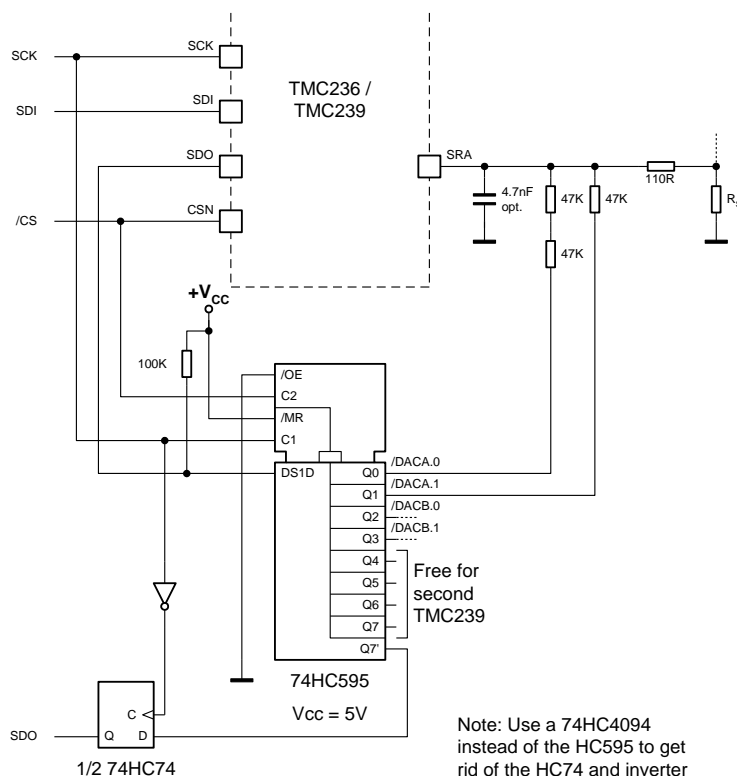 SCK
SCK
TMC236 /
TMC239
SDI
SDI
SDO
SRA
110R
4.7nF
opt.
47K
47K
/CS
CSN
47K
+VCC
100K
/OE
C2
/MR
C1
/DACA.0
DS1D
Q0
/DACA.1
Q1
/DACB.0
Q2
/DACB.1
Q3
Q4
Q5
Q6
Q7
Free for
second
TMC239
Q7'
74HC595
Vcc = 5V
C
SDO
Q
D
1/2 74HC74
Note: Use a 74HC4094
instead of the HC595 to get
rid of the HC74 and inverter